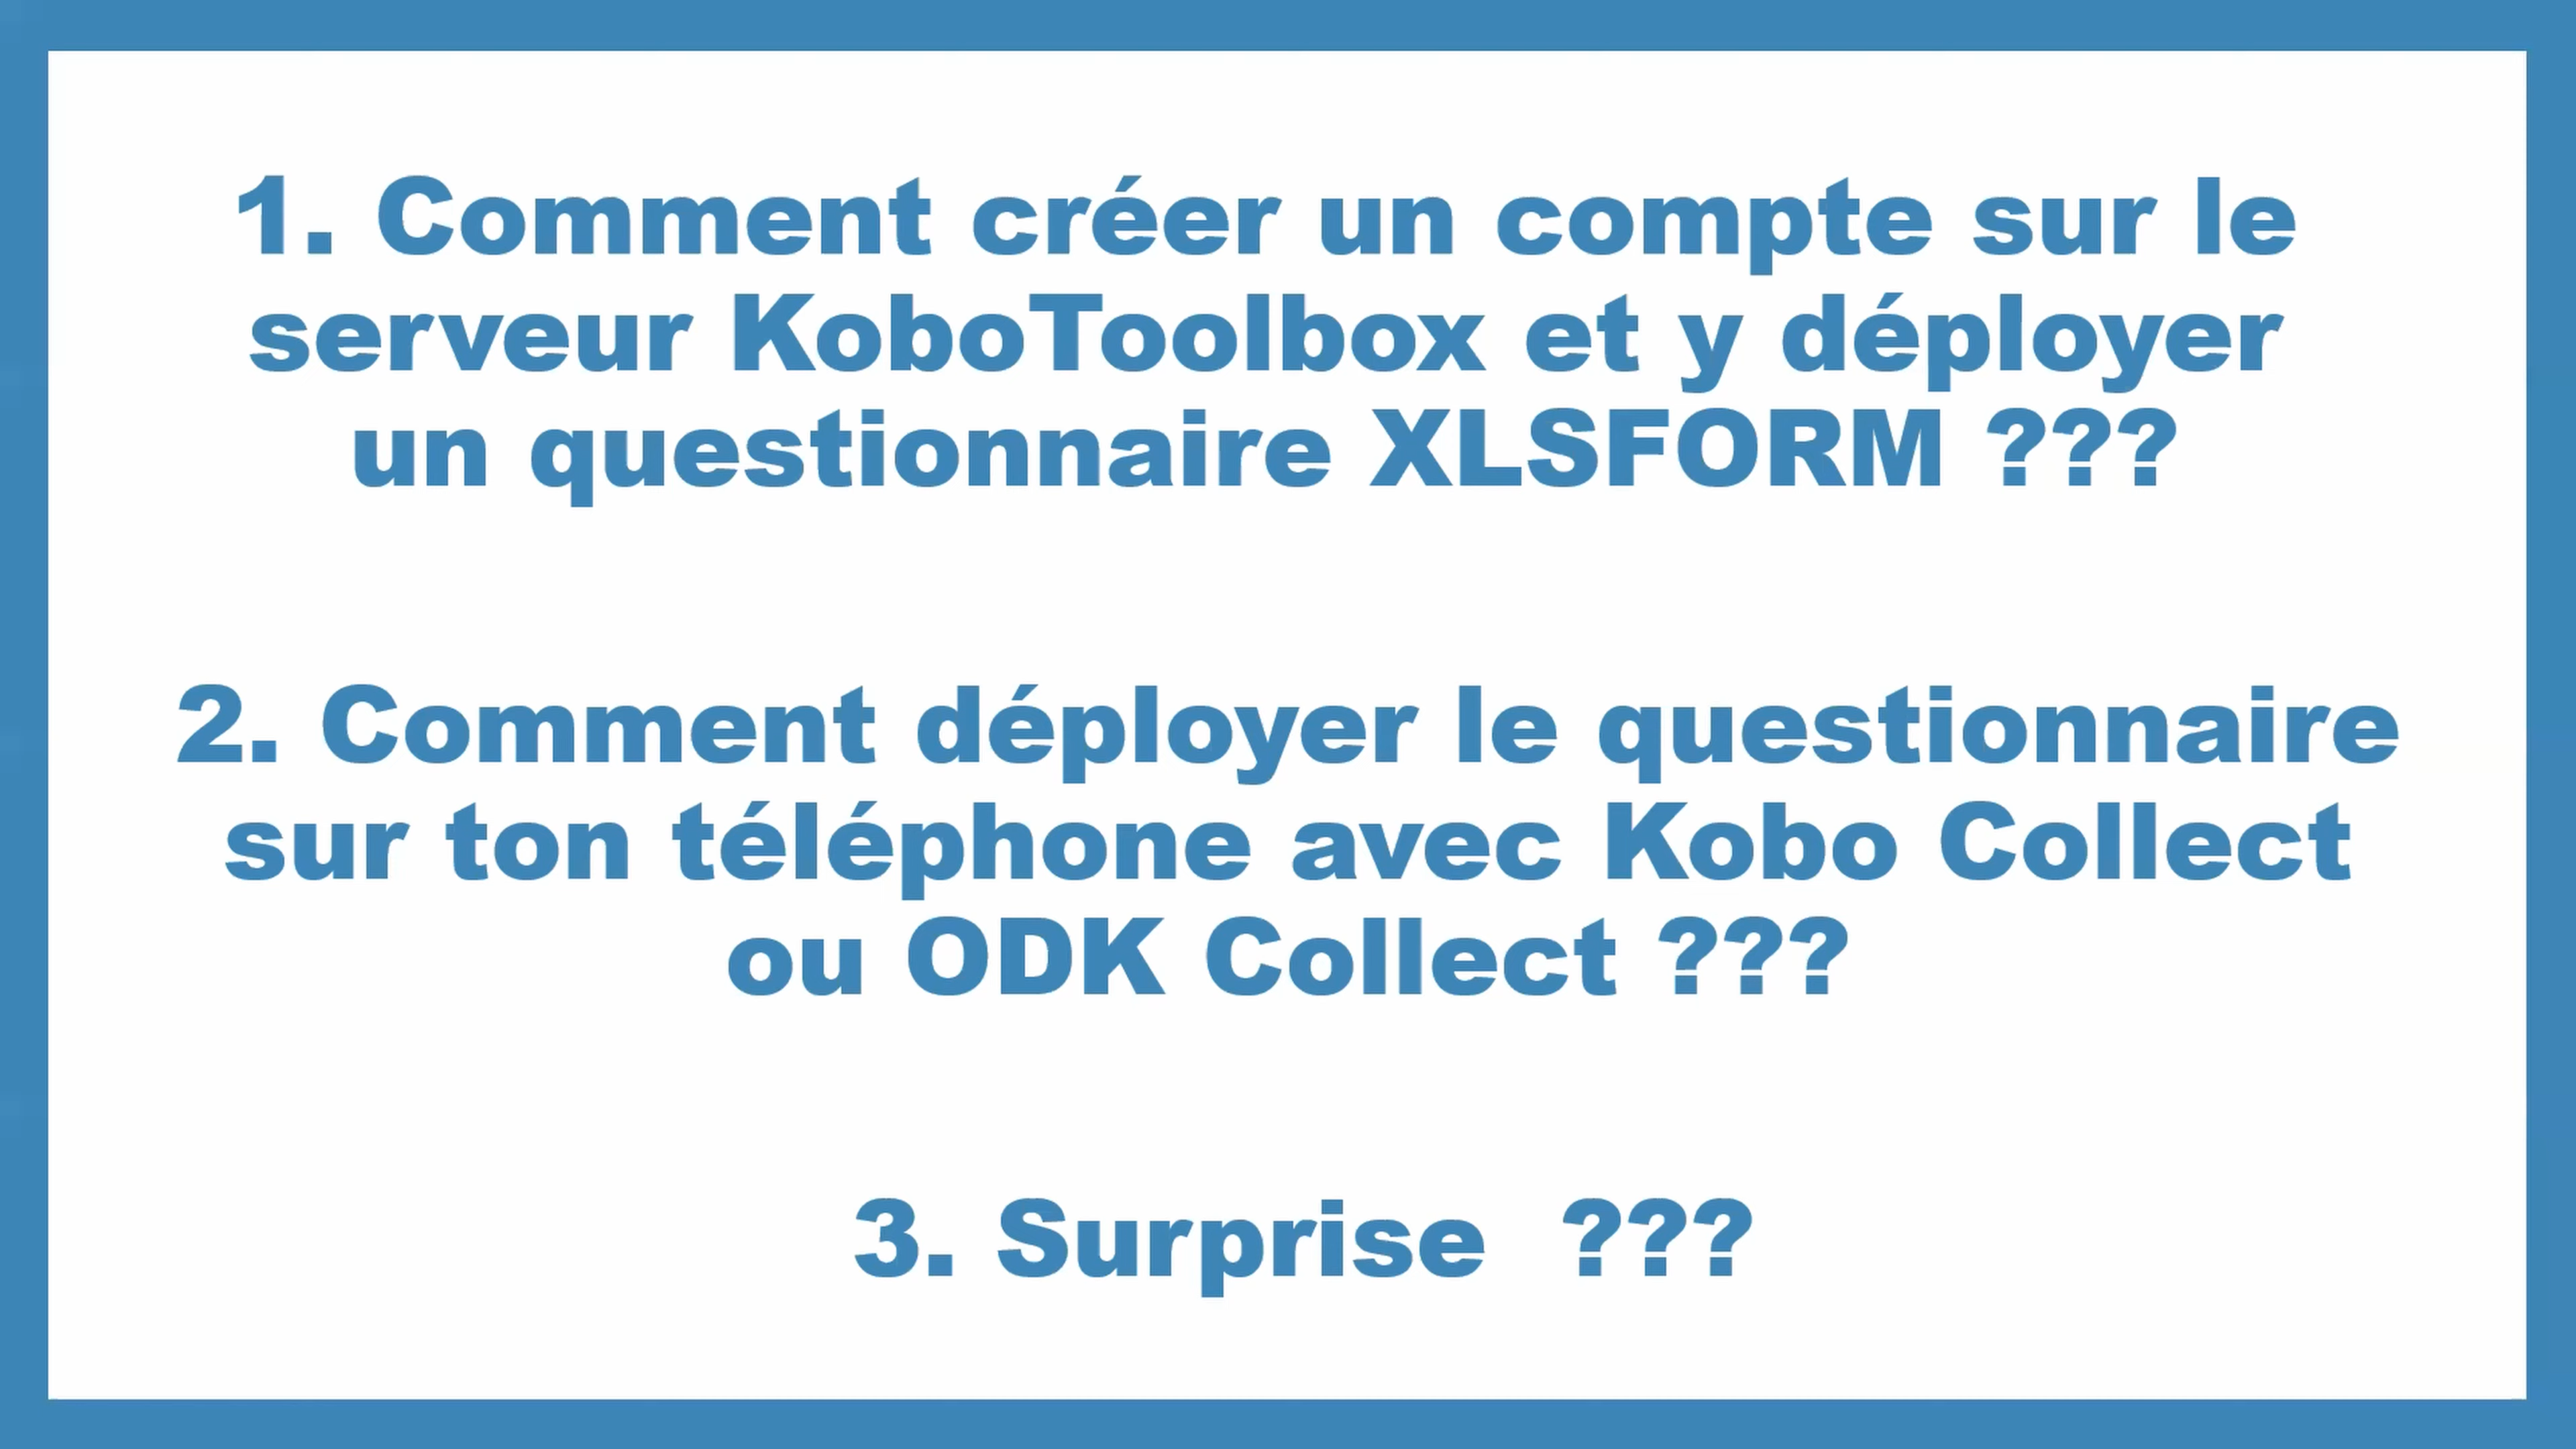 1. Comment créer un compte sur le
serveur KoboToolbox et y déployer
un questionnaire XLSFORM ???
2. Comment déployer le questionnaire
sur ton téléphone avec Kobo Collect
ou ODK Collect ???
3. Surprise  ???